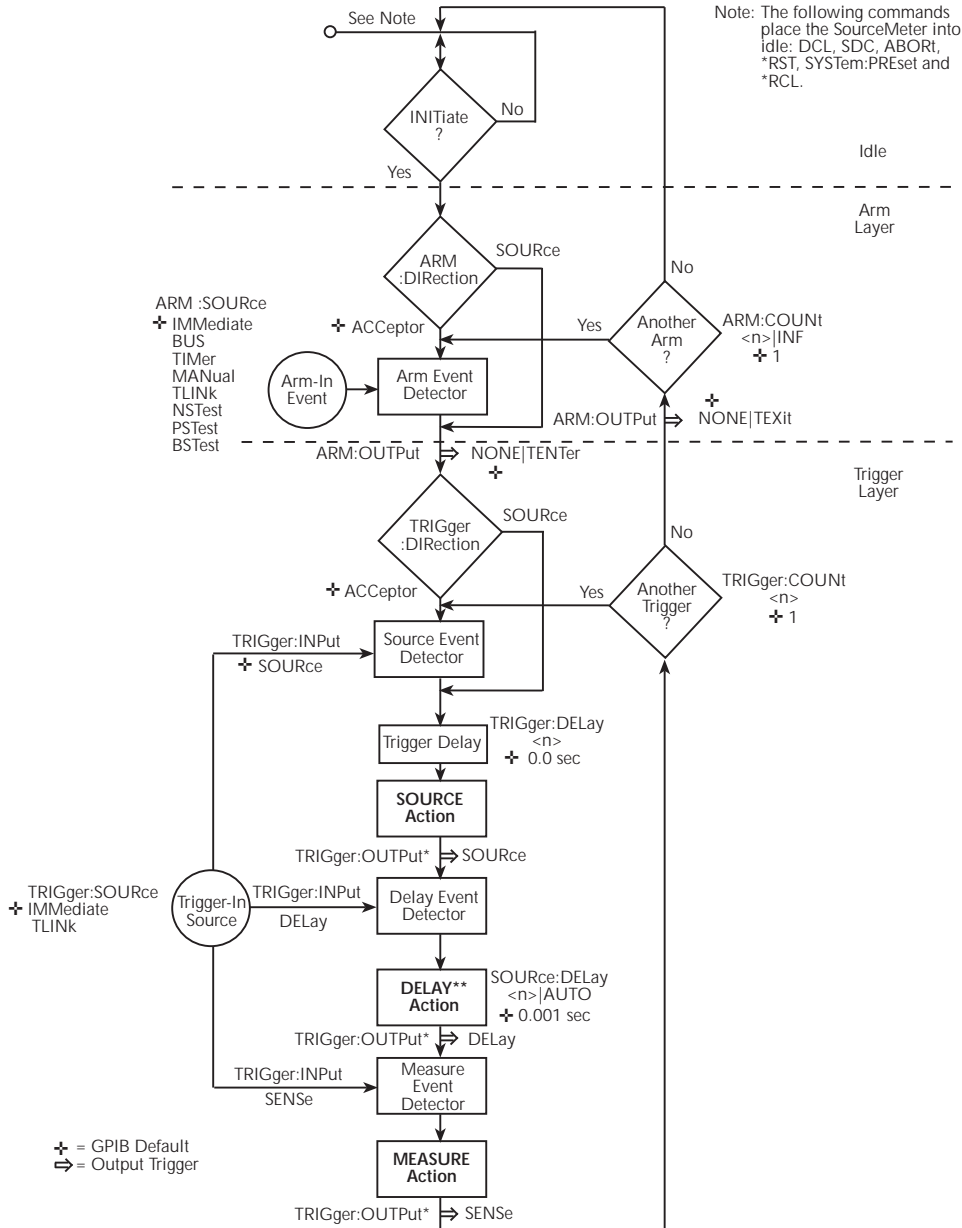 See Note
Note: The following commands
place the SourceMeter into
idle: DCL, SDC, ABORt,
*RST, SYSTem:PREset and
*RCL.
INITiate
?
No
Yes
Idle
Arm
Layer
ARM
:DIRection
SOURce
No
ARM :SOURce
✛ IMMediate
BUS
TIMer
MANual
TLINk
NSTest
PSTest
BSTest
✛ ACCeptor
Yes
Another
Arm
?
ARM:COUNt
<n>|INF
✛ 1
Arm-In
Event
Arm Event
Detector
✛
ARM:OUTPut ⇒ NONE|TEXit
ARM:OUTPut ⇒ NONE|TENTer
✛
Trigger
Layer
TRIGger
:DIRection
SOURce
No
✛ ACCeptor
Yes
Another
Trigger
?
TRIGger:COUNt
<n>
✛ 1
TRIGger:INPut
✛ SOURce
Source Event
Detector
Trigger Delay
TRIGger:DELay
<n>
✛ 0.0 sec
SOURCE
Action
TRIGger:OUTPut* ⇒ SOURce
TRIGger:SOURce
✛ IMMediate
TLINk
Trigger-In
Source
TRIGger:INPut
DELay
Delay Event
Detector
DELAY**
Action
SOURce:DELay
<n>|AUTO
✛ 0.001 sec
TRIGger:OUTPut* ⇒ DELay
TRIGger:INPut
SENSe
Measure
Event
Detector
✛ = GPIB Default
⇒ = Output Trigger
MEASURE
Action
TRIGger:OUTPut* ⇒ SENSe